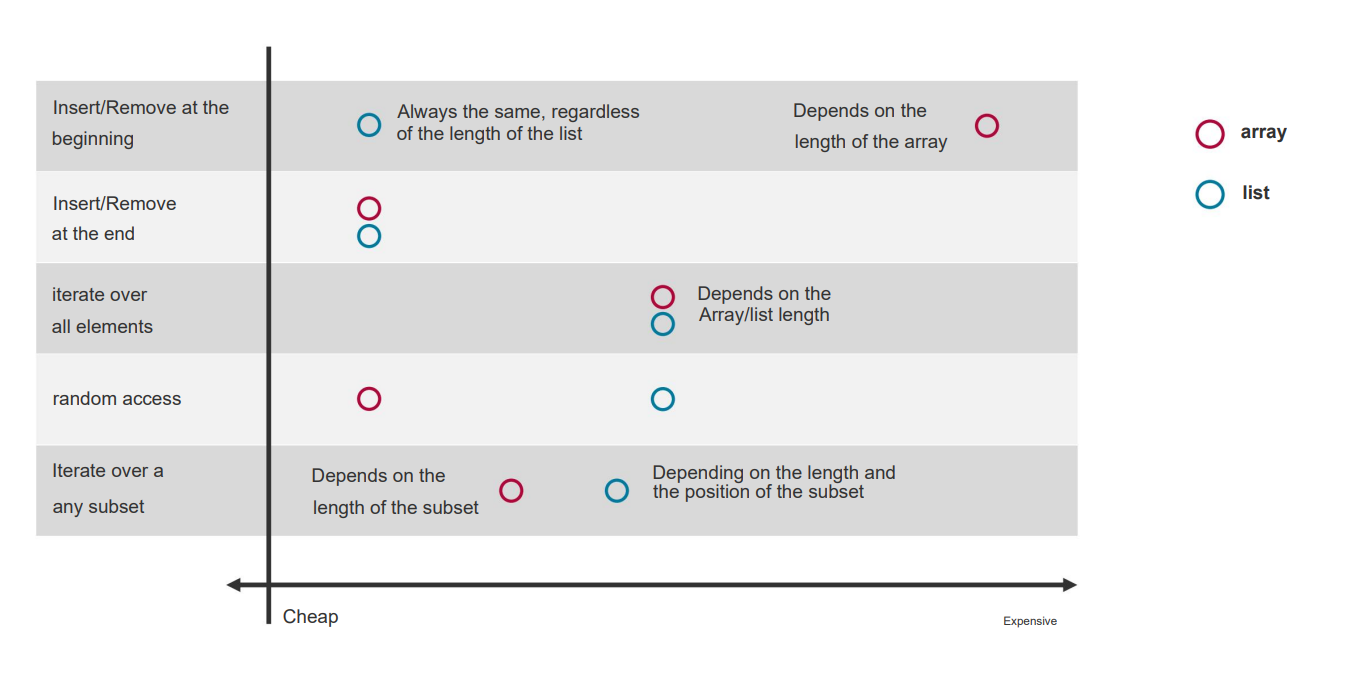 Insert/Remove at the
beginning
Always the same, regardless
of the length of the list
Depends on the
length of the array
array
list
Insert/Remove
at the end
iterate over
all elements
Depends on the
Array/list length
random access
Iterate over a
any subset
Depends on the
length of the subset
Depending on the length and
the position of the subset
Cheap
Expensive